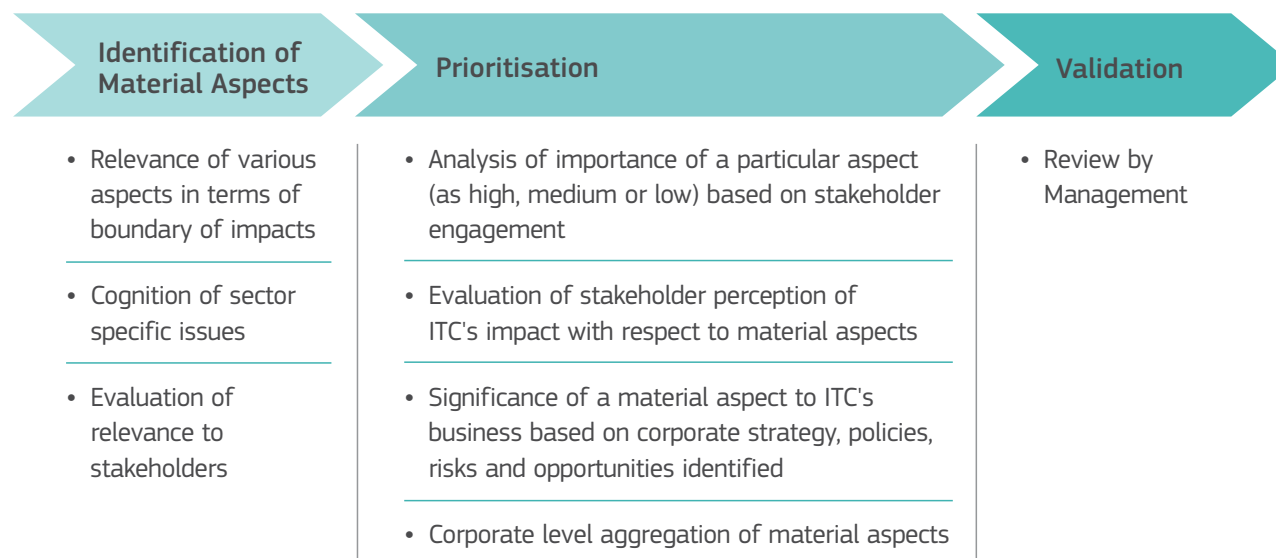 Identification of
Material Aspects
• Relevance of various
aspects in terms of
boundary of impacts
• Cognition of sector
specific issues
• Evaluation of
relevance to
stakeholders
Prioritisation
• Analysis of importance of a particular aspect
(as high, medium or low) based on stakeholder
engagement
• Evaluation of stakeholder perception of
ITC's impact with respect to material aspects
• Significance of a material aspect to ITC's
business based on corporate strategy, policies,
risks and opportunities identified
• Corporate level aggregation of material aspects
Validation
• Review by
Management